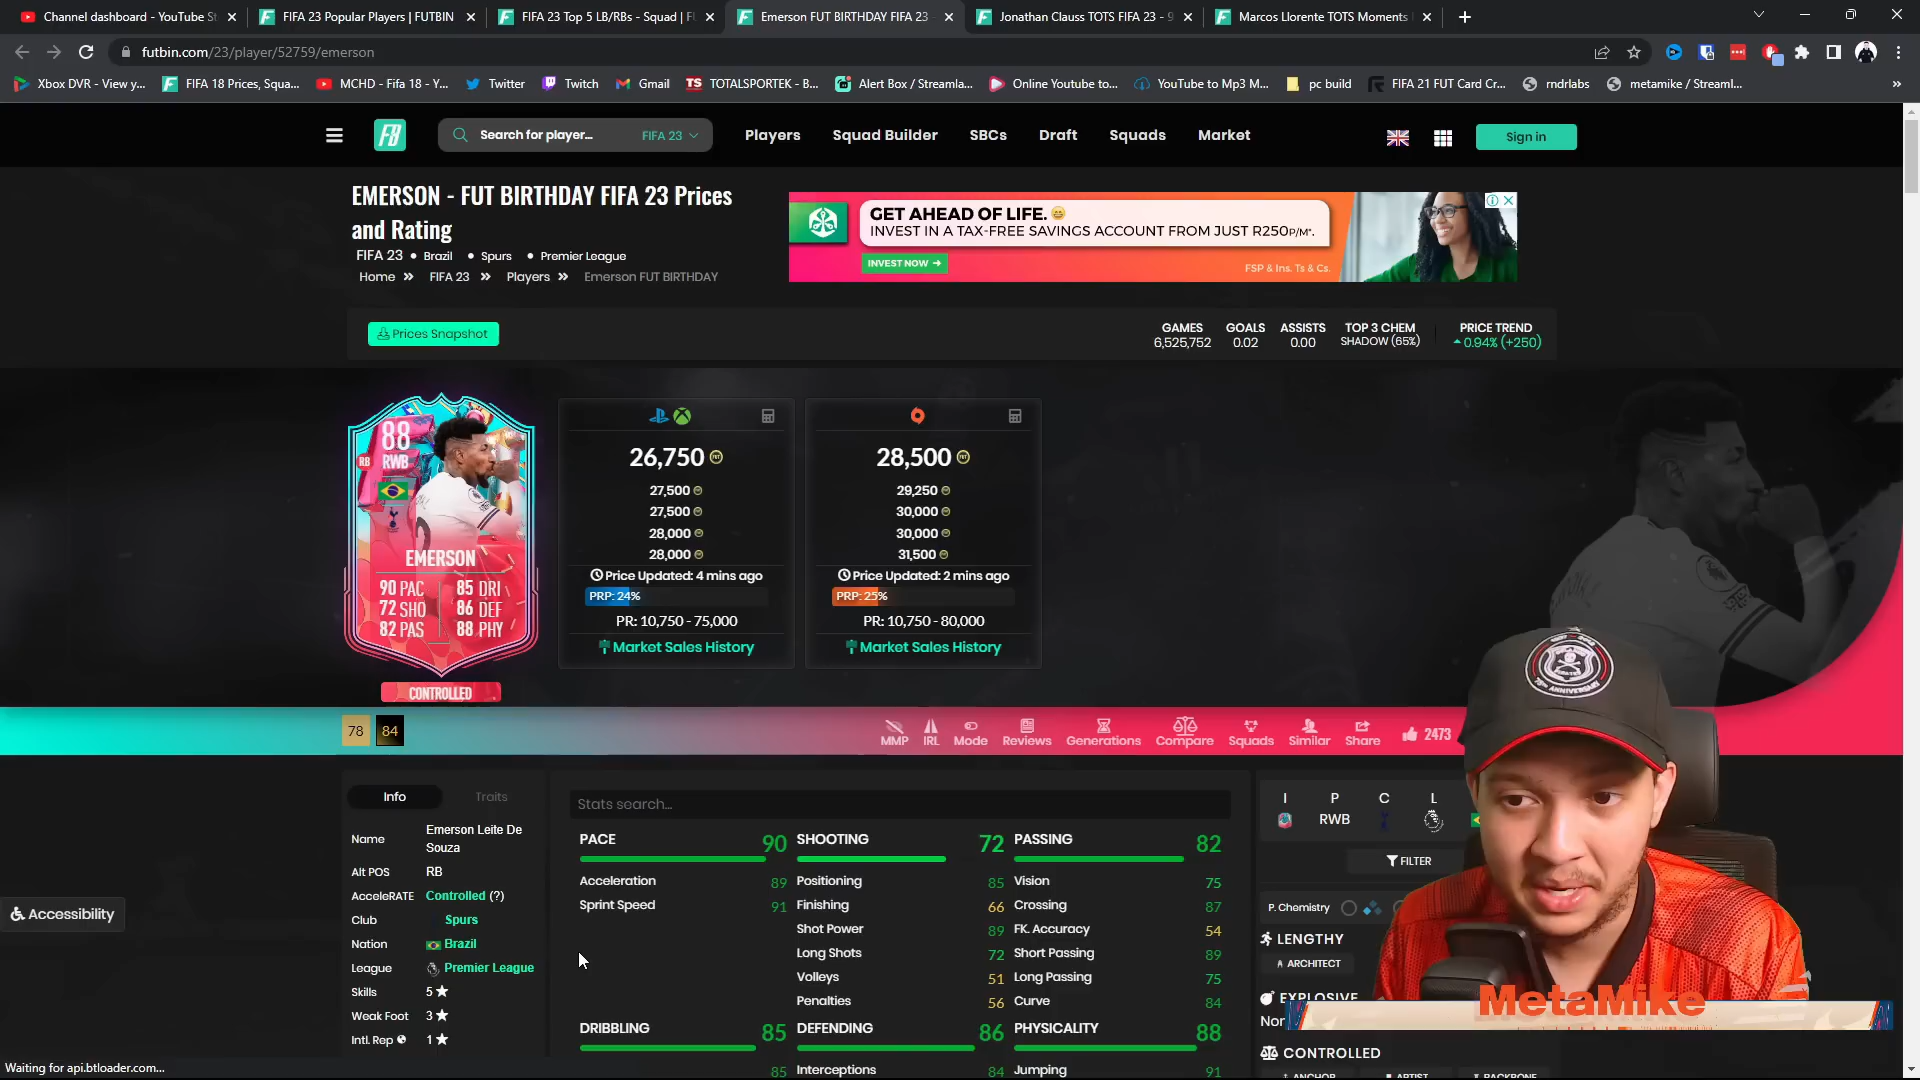 Channel dashboard - YouTube St
FIFA 23 Popular Players | FUTBIN
FIFA 23 Top 5 LB/RBs - Squad | FU
Emerson FUT BIRTHDAY FIFA 23 -
Jonathan Clauss TOTS FIFA 23 - 9
Marcos Llorente TOTS Moments
futbin.com/23/player/52759/emerson
Xbox DVR - View y...
FIFA 18 Prices, Squa...
MCHD - Fifa 18 - Y...
Twitter
Twitch
Gmail
TS TOTALSPORTEK - B...
Alert Box / Streamla...
Online Youtube to...
YouTube to Mp3 M...
pc build
FIFA 21 FUT Card Cr...
rndrlabs
metamike / Streaml...
»
FB
Search for player...
FIFA 23
Players
Squad Builder
SBCs
Draft
Squads
Market
Sign in
EMERSON - FUT BIRTHDAY FIFA 23 Prices
and Rating
FIFA 23 • Brazil • Spurs • Premier League
Home » FIFA 23 » Players » Emerson FUT BIRTHDAY
GET AHEAD OF LIFE. 😄
INVEST IN A TAX-FREE SAVINGS ACCOUNT FROM JUST R250P/M*.
INVEST NOW →
FSP & Ins. Ts & Cs.
Prices Snapshot
GAMES GOALS ASSISTS TOP 3 CHEM PRICE TREND
6,525,752 0.02 0.00 SHADOW (65%) 0.94% (+250)
88
RB RWB
EMERSON
90 PAC 85 DRI
72 SHO 86 DEF
82 PAS 88 PHY
CONTROLLED
26,750
27,500
27,500
28,000
28,000
Price Updated: 4 mins ago
PRP: 24%
PR: 10,750 - 75,000
Market Sales History
28,500
29,250
30,000
30,000
31,500
Price Updated: 2 mins ago
PRP: 25%
PR: 10,750 - 80,000
Market Sales History
78 84
MMP IRL Mode Reviews Generations Compare Squads Similar Share 2473
Info Traits
Name Emerson Leite De
Souza
Alt POS RB
AcceleRATE Controlled (?)
Club Spurs
Nation Brazil
League Premier League
Skills 5 ★
Weak Foot 3 ★
Intl. Rep 1 ★
Stats search...
PACE 90
Acceleration 89
Sprint Speed 91
SHOOTING 72
Positioning 85
Finishing 66
Shot Power 89
Long Shots 72
Volleys 51
Penalties 56
PASSING 82
Vision 75
Crossing 87
FK. Accuracy 54
Short Passing 89
Long Passing 75
Curve 84
DRIBBLING 85
85
DEFENDING 86
Interceptions 84
PHYSICALITY 88
Jumping 91
I P C L
RWB
FILTER
P. Chemistry
LENGTHY
ARCHITECT
EXPLOSIVE
CONTROLLED
ANCHOR ARTIST BACKBONE
Accessibility
MetaMike
Waiting for api.btloader.com...